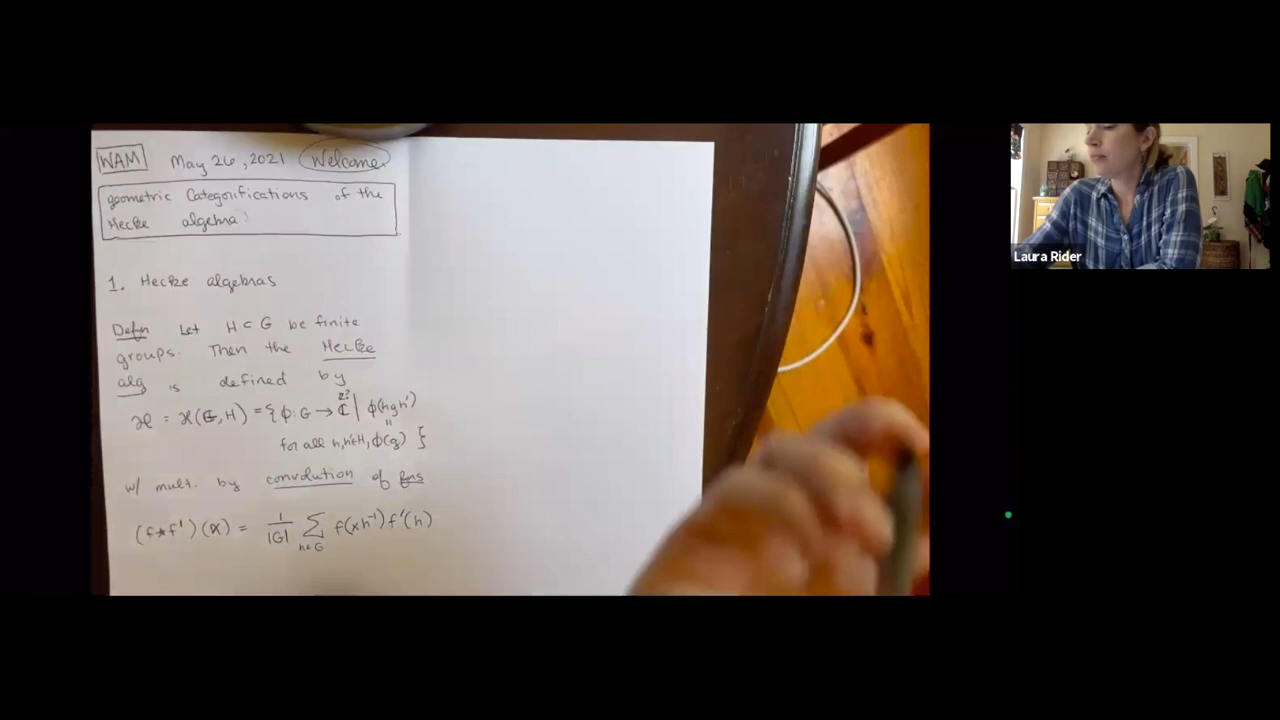 WAM May 26, 2021 Welcome
Geometric Categorifications of the
Hecke algebra
1. Hecke algebras
Defn Let H ⊂ G be finite
groups. Then the Hecke
alg is defined by
ℋ = ℋ(G, H) = { ϕ: G → ℂ | ϕ(hgh')
ℤ?
"
for all h,h'∈H, ϕ(g) }
w/ mult. by convolution of fns
(f*f')(x) = 1/|G| Σ_{h∈G} f(xh⁻¹) f'(h)
Laura Rider